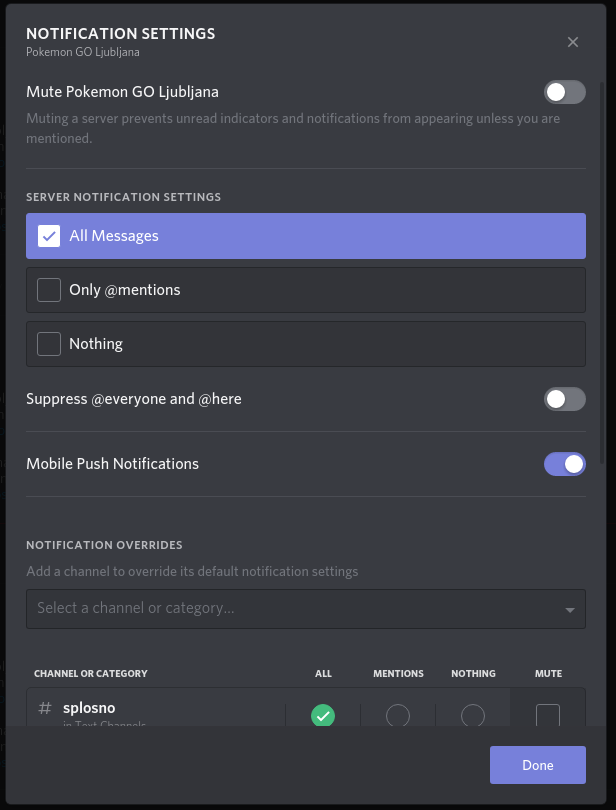 NOTIFICATION SETTINGS
Pokemon GO Ljubljana
Mute Pokemon GO Ljubljana
Muting a server prevents unread indicators and notifications from appearing unless you are
mentioned.
SERVER NOTIFICATION SETTINGS
All Messages
Only @mentions
Nothing
Suppress @everyone and @here
Mobile Push Notifications
NOTIFICATION OVERRIDES
Add a channel to override its default notification settings
Select a channel or category...
CHANNEL OR CATEGORY ALL MENTIONS NOTHING MUTE
# splosno
in Text Channels
Done